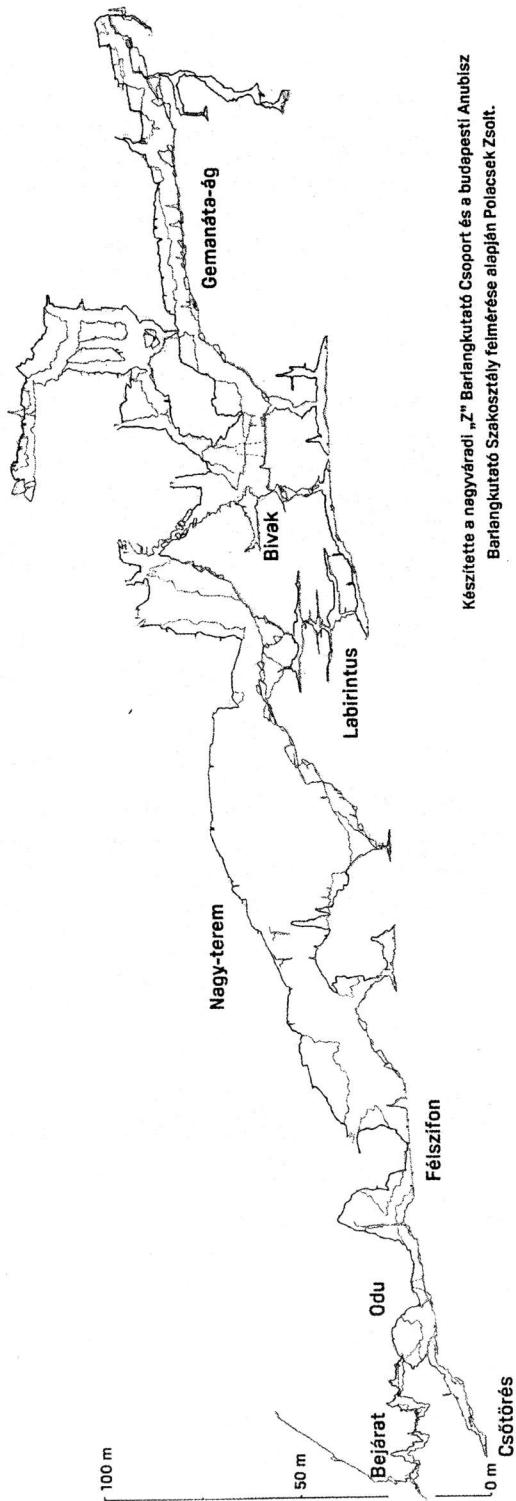 100 m
50 m
0 m
Bejárat
Csőtörés
Odu
Félszifon
Nagy-terem
Labirintus
Bivak
Gemanáta-ág
Készítette a nagyváradi „Z” Barlangkutató Csoport és a budapesti Anubisz
Barlangkutató Szakosztály felmérése alapján Polacsek Zsolt.